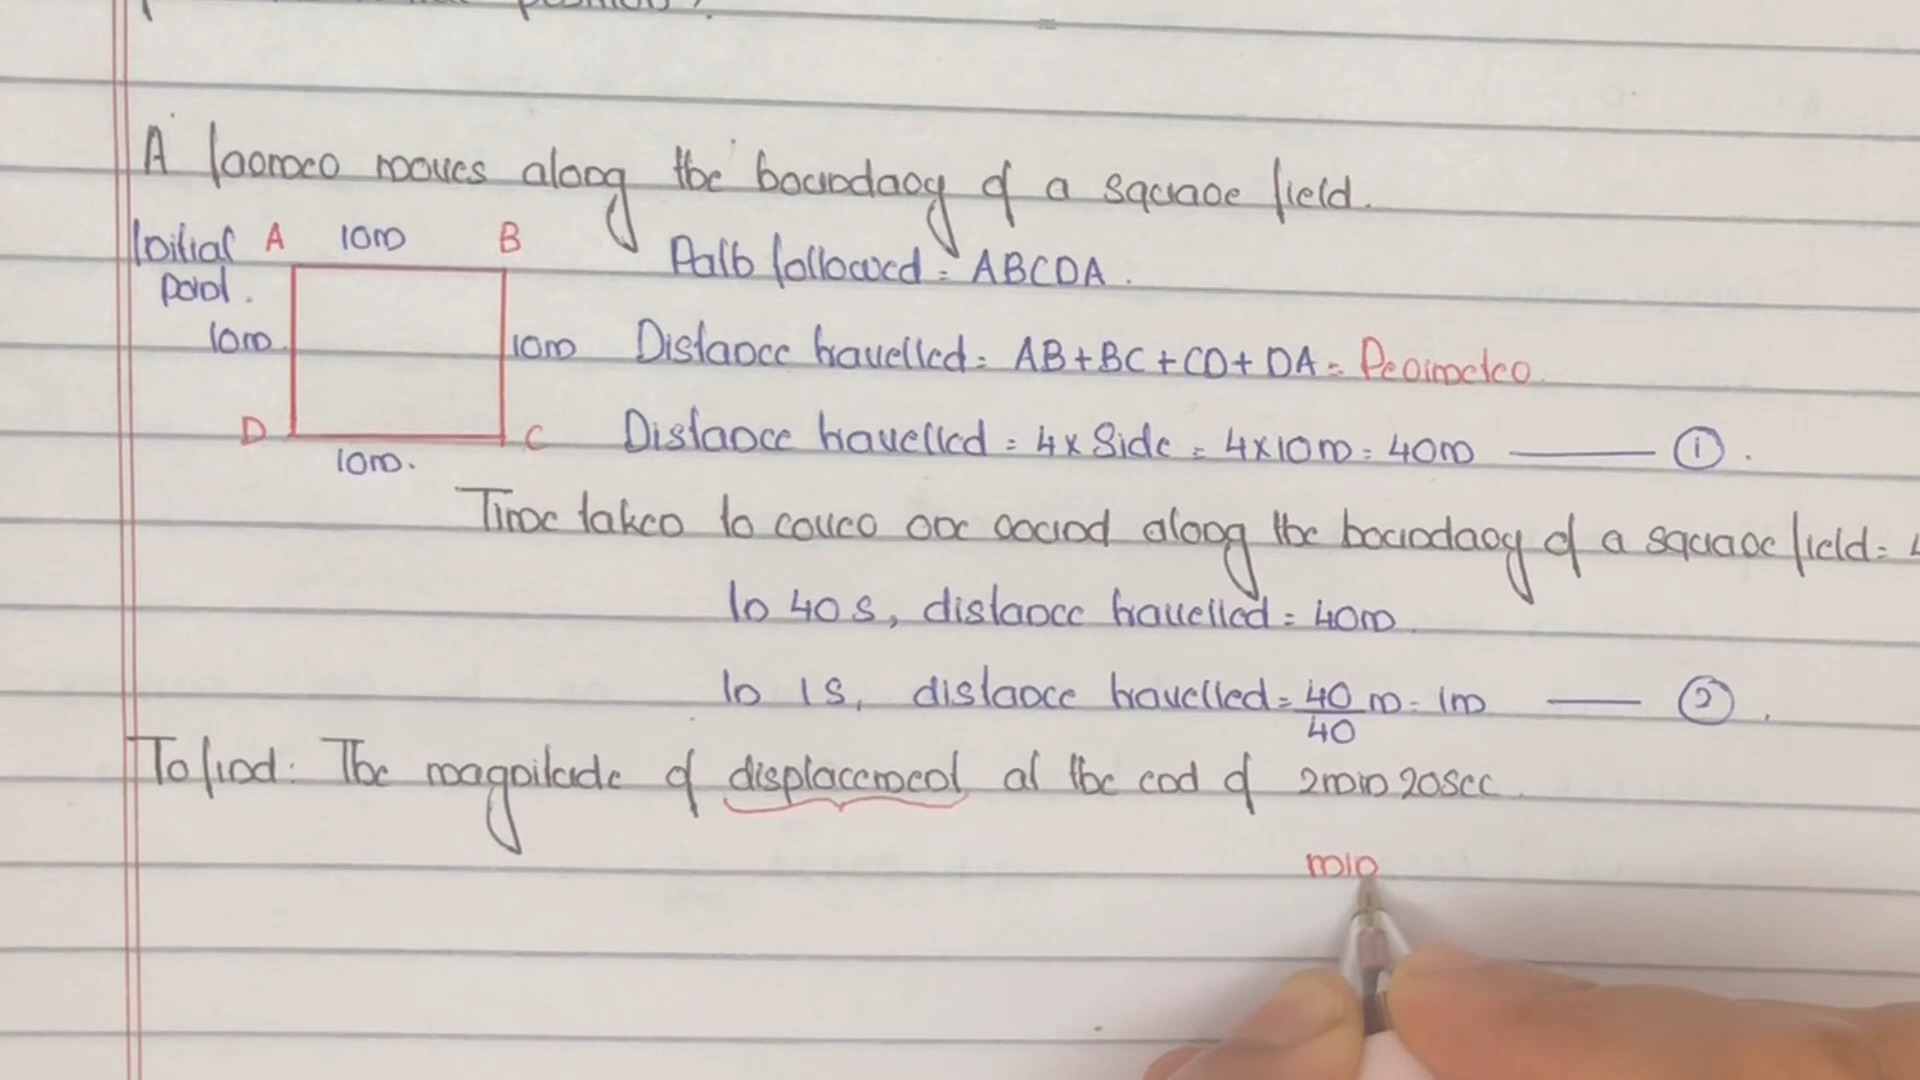 position?
A farmer moves along the boundary of a square field.
Initial point. A 10m B
Path followed = ABCDA.
10m 10m Distance travelled = AB+BC+CD+DA = Perimeter.
D C Distance travelled = 4x Side = 4x10m = 40m —— ①.
10m.
Time taken to cover one round along the boundary of a square field = 4
In 40s, distance travelled = 40m.
In 1s, distance travelled = 40/40 m = 1m —— ②.
To find: The magnitude of displacement at the end of 2min 20sec.
min